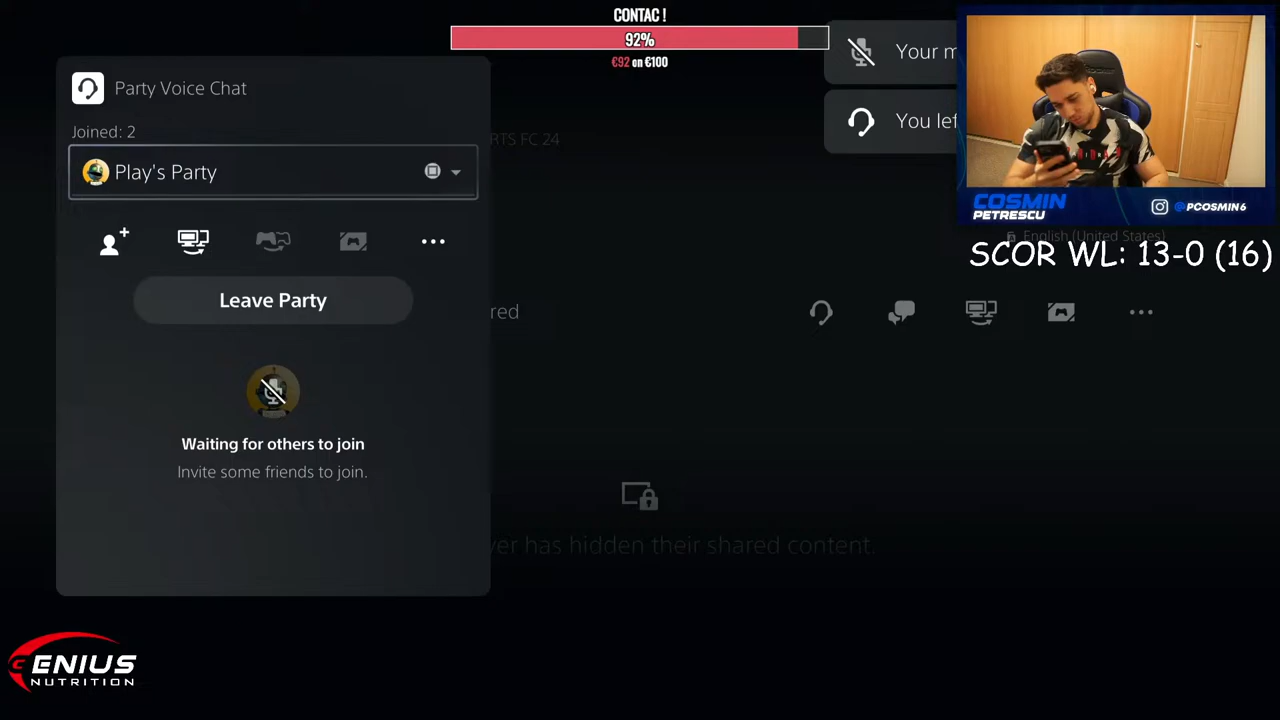 CONTAC !
92%
€92 on €100
Party Voice Chat
Joined: 2
Play's Party
Leave Party
Waiting for others to join
Invite some friends to join.
RTS FC 24
Your m
You lef
COSMIN
PETRESCU
@PCOSMIN6
English (United States)
SCOR WL: 13-0 (16)
red
yer has hidden their shared content.
GENIUS
NUTRITION